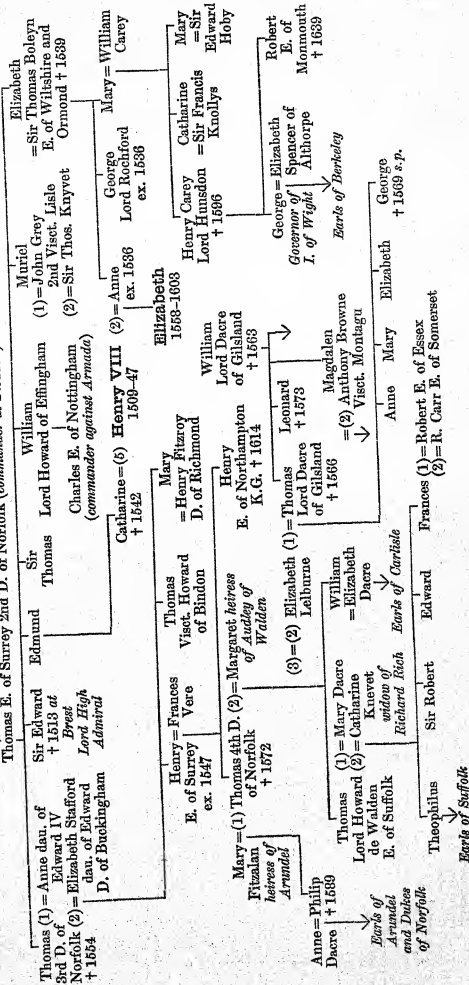 Thomas E. of Surrey 2nd D. of Norfolk (commander at
Thomas (1)=Anne dau. of
3rd D. of Edward IV
Norfolk (2)=Elizabeth Stafford
† 1554 dau. of Edward
D. of Buckingham
Sir Edward
† 1513 at
Brest
Lord High
Admiral
Edmund
Sir
Thomas
William
Lord Howard of Effingham
Charles E. of Nottingham
(commander against Armada)
Muriel
(1)=John Grey
2nd Visct. Lisle
(2)=Sir Thos. Knyvet
Elizabeth
=Sir Thomas Boleyn
E. of Wiltshire and
Ormond † 1539
Catharine=(5) Henry VIII (2)=Anne
† 1542 1509-47 ex. 1536
George
Lord Rochford
ex. 1536
Mary=William
Carey
Elizabeth
1558-1603
Henry=Frances
E. of Surrey Vere
ex. 1547
Thomas
Visct. Howard
of Bindon
Mary
=Henry Fitzroy
D. of Richmond
Henry Carey
Lord Hunsdon
† 1596
Catharine
=Sir Francis
Knollys
Mary
=Sir
Edward
Hoby
Mary=(1) Thomas 4th D. (2)=Margaret heiress
Fitzalan of Norfolk of Audley of
heiress of † 1572 Walden
Arundel
Henry
E. of Northampton
K.G. † 1614
William
Lord Dacre
of Gilsland
† 1563
George=Elizabeth
Governor of Spencer of
I. of Wight Althorpe
Earls of Berkeley
Robert
E. of
Monmouth
† 1639
(3)=(2) Elizabeth (1)=Thomas
Lelburne Lord Dacre
of Gilsland
† 1566
Leonard
† 1573
Magdalen
=(2) Anthony Browne
Visct. Montagu
Anne=Philip
Dacre † 1589
Earls of
Arundel
and Dukes
of Norfolk
Thomas (1)=Mary Dacre
Lord Howard (2)=Catharine
de Walden Knevet
E. of Suffolk widow of
Richard Rich
William
=Elizabeth
Dacre
Earls of Carlisle
Anne
Mary
Elizabeth
George
† 1569 s.p.
Theophilus
Earls of Suffolk
Sir Robert
Edward
Frances (1)=Robert E. of Essex
(2)=R. Carr E. of Somerset